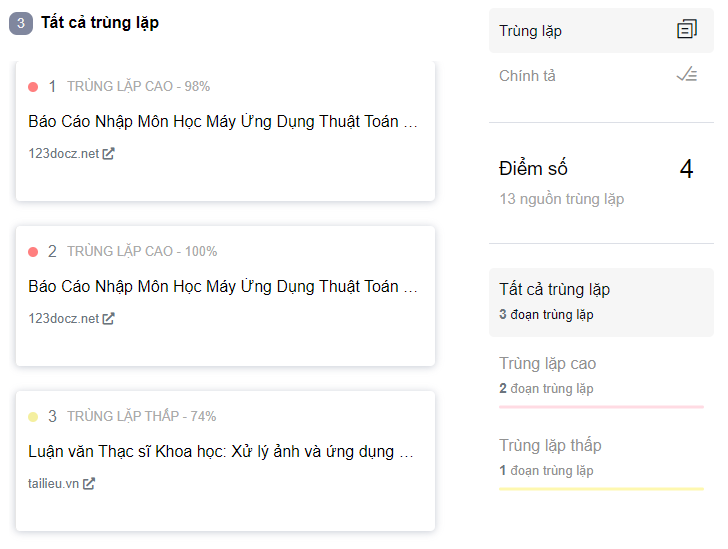 3 Tất cả trùng lặp
1 TRÙNG LẶP CAO - 98%
Báo Cáo Nhập Môn Học Máy Ứng Dụng Thuật Toán ...
123docz.net
2 TRÙNG LẶP CAO - 100%
Báo Cáo Nhập Môn Học Máy Ứng Dụng Thuật Toán ...
123docz.net
3 TRÙNG LẶP THẤP - 74%
Luận văn Thạc sĩ Khoa học: Xử lý ảnh và ứng dụng ...
tailieu.vn
Trùng lặp
Chính tả
Điểm số 4
13 nguồn trùng lặp
Tất cả trùng lặp
3 đoạn trùng lặp
Trùng lặp cao
2 đoạn trùng lặp
Trùng lặp thấp
1 đoạn trùng lặp